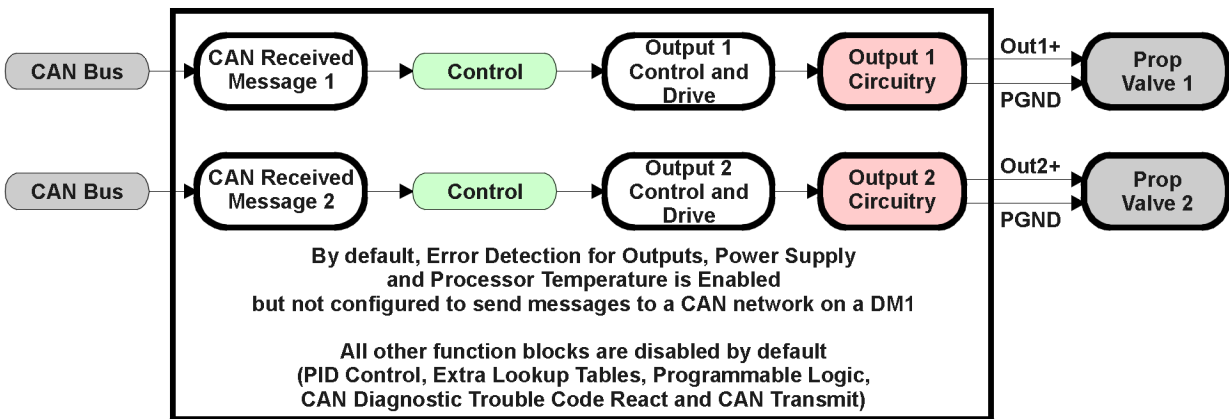 CAN Bus
CAN Received
Message 1
Control
Output 1
Control and
Drive
Output 1
Circuitry
Out1+
PGND
Prop
Valve 1
CAN Bus
CAN Received
Message 2
Control
Output 2
Control and
Drive
Output 2
Circuitry
Out2+
PGND
Prop
Valve 2
By default, Error Detection for Outputs, Power Supply
and Processor Temperature is Enabled
but not configured to send messages to a CAN network on a DM1
All other function blocks are disabled by default
(PID Control, Extra Lookup Tables, Programmable Logic,
CAN Diagnostic Trouble Code React and CAN Transmit)